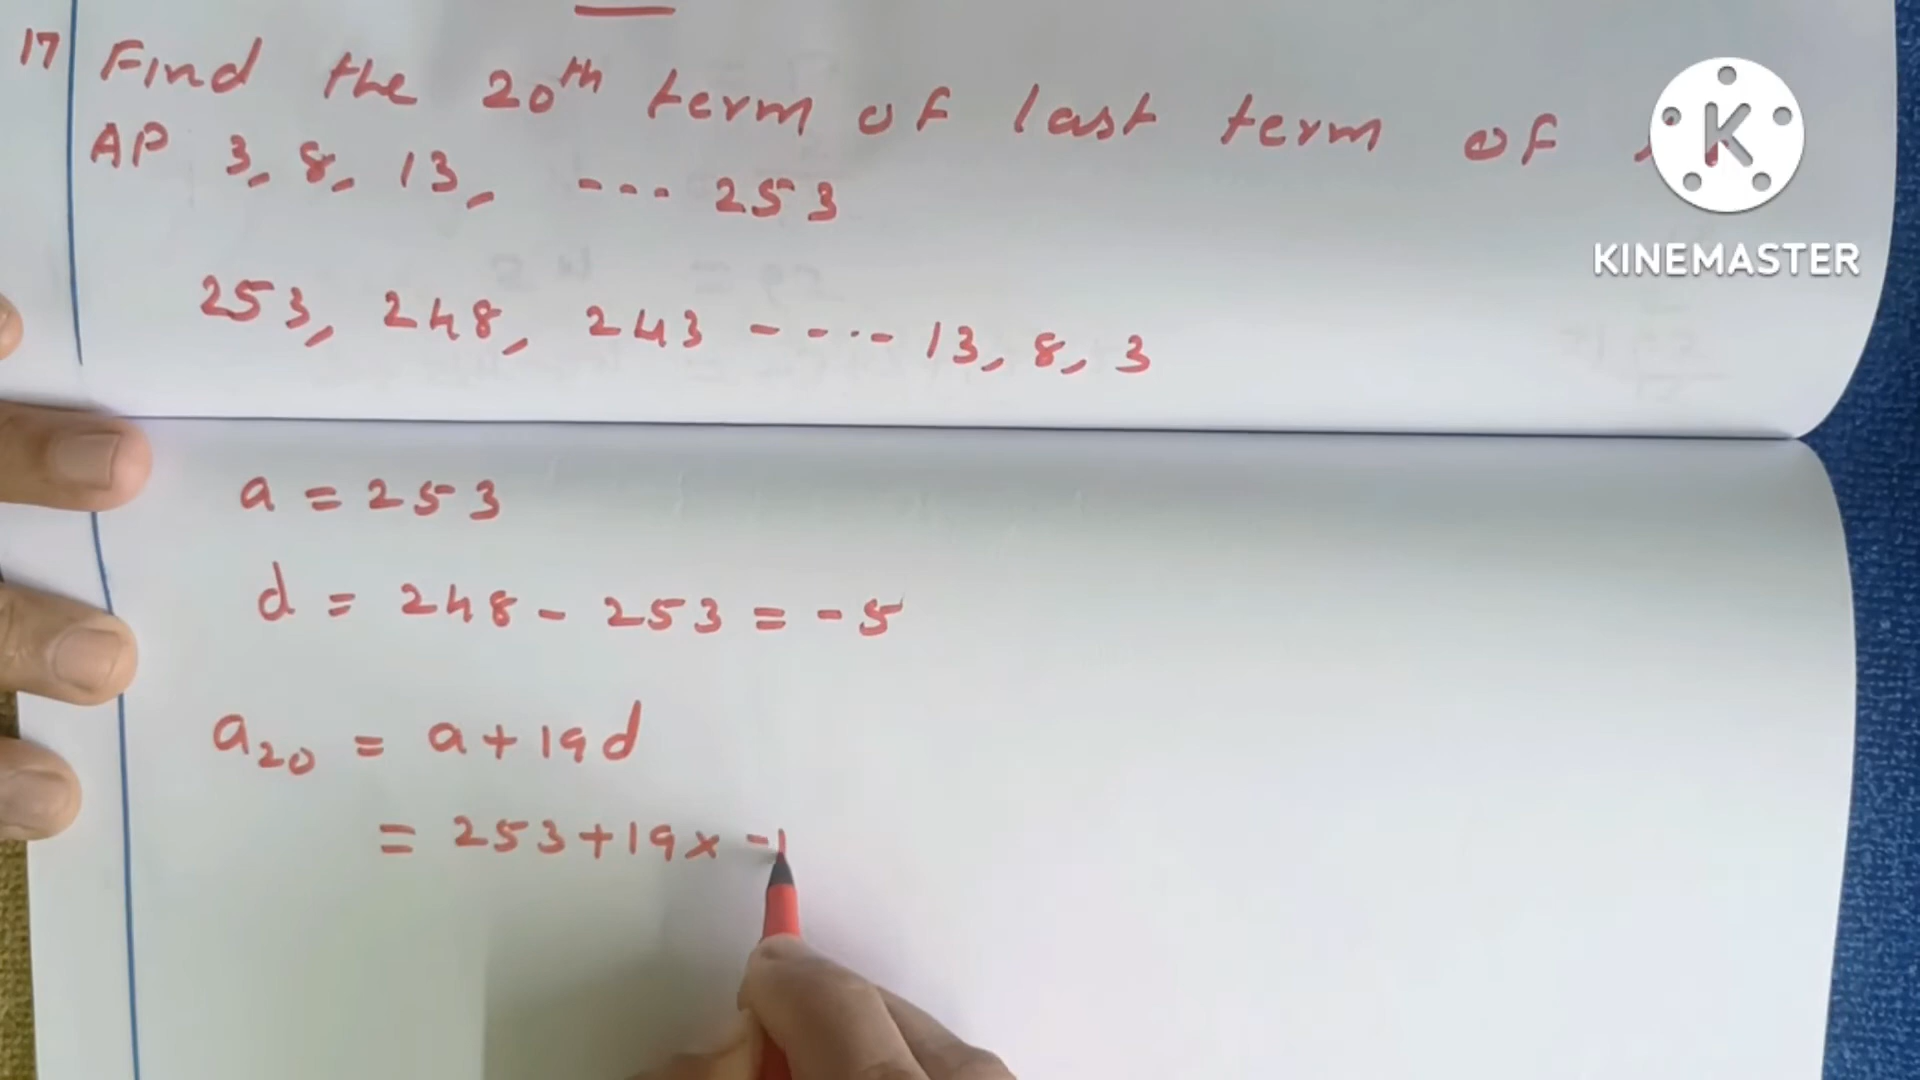 17 Find the 20th term of last term of
AP 3, 8, 13, --- 253
253, 248, 243 ---- 13, 8, 3
a = 253
d = 248 - 253 = -5
a20 = a + 19d
= 253 + 19 x -
K
KINEMASTER